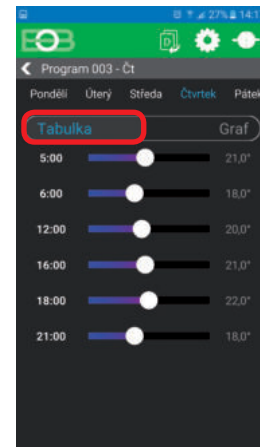 27% 14:1
EOB
Program 003 - Čt
Pondělí Úterý Středa Čtvrtek Pátek
Tabulka Graf
5:00 21,0°
6:00 18,0°
12:00 20,0°
16:00 21,0°
18:00 22,0°
21:00 18,0°